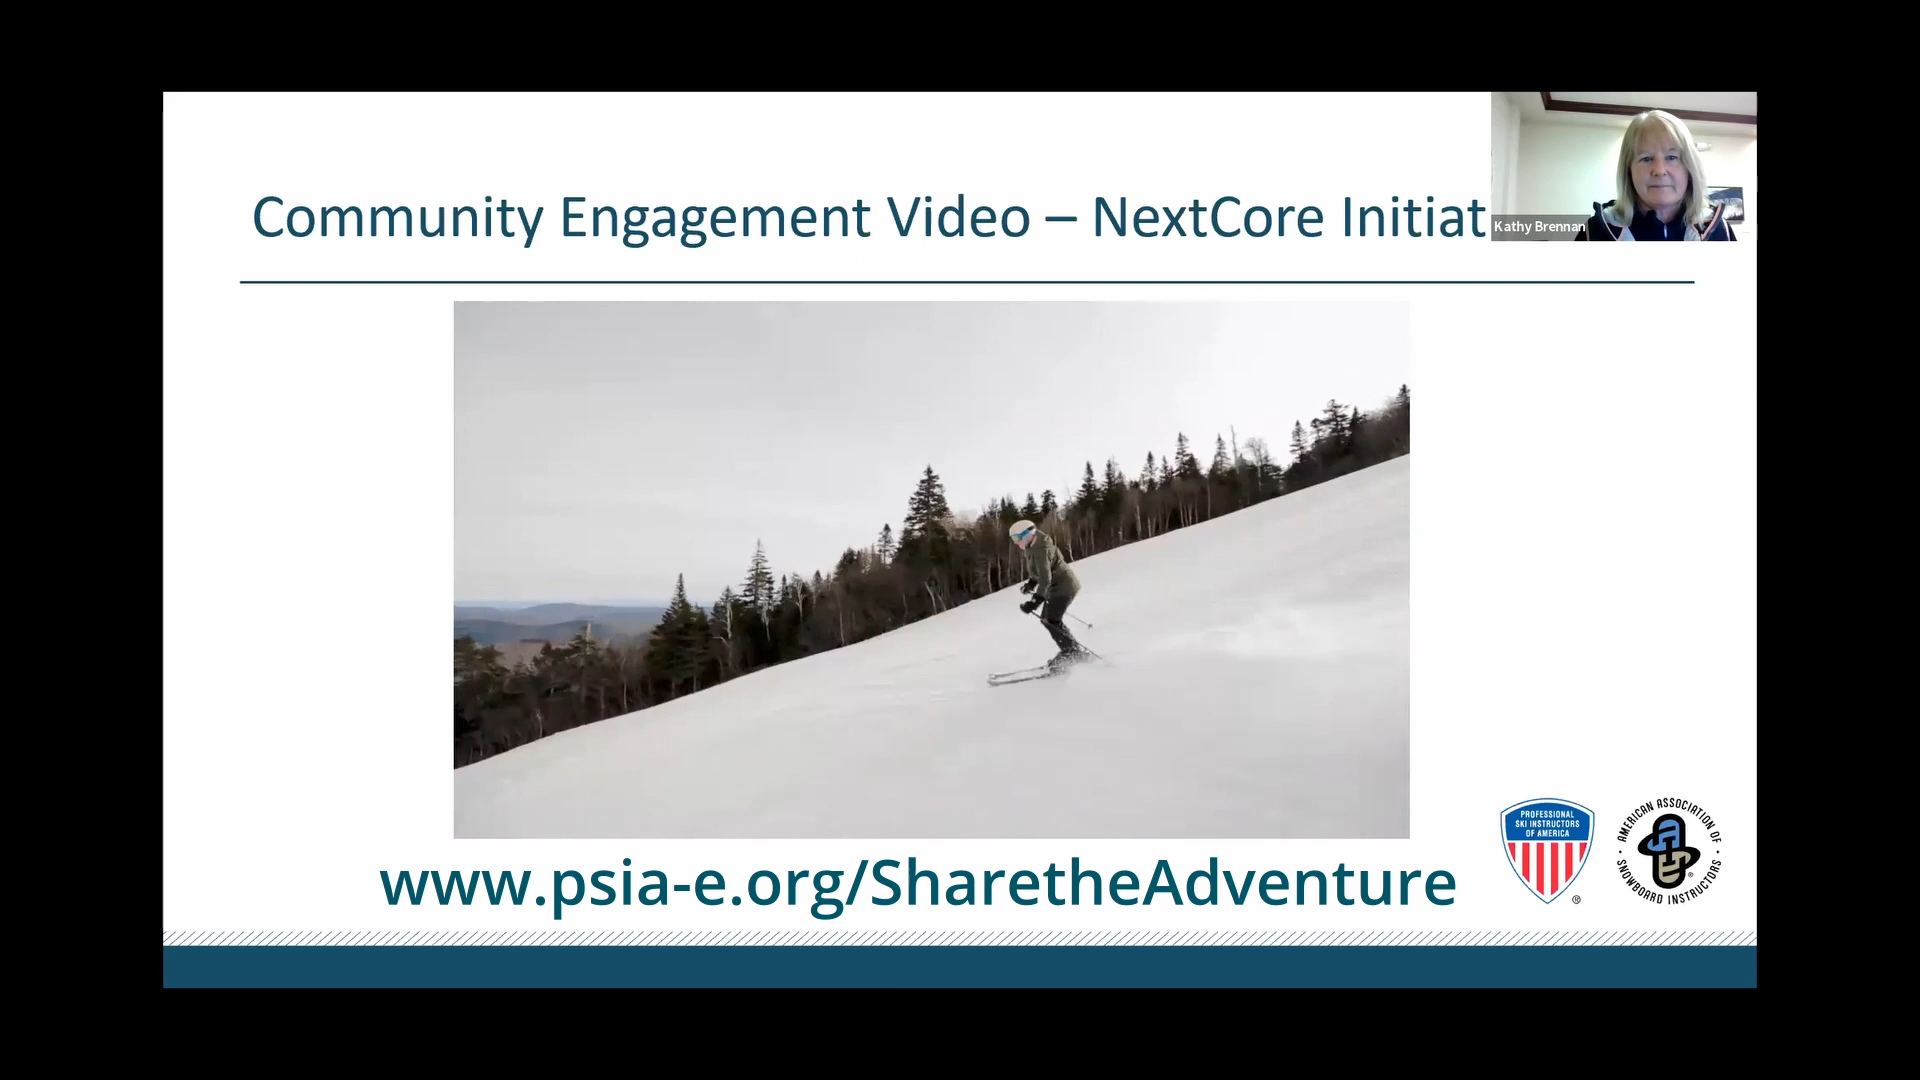 Community Engagement Video – NextCore Initiat
Kathy Brennan
PROFESSIONAL
SKI INSTRUCTORS
OF AMERICA
AMERICAN ASSOCIATION OF
SNOWBOARD INSTRUCTORS
www.psia-e.org/SharetheAdventure